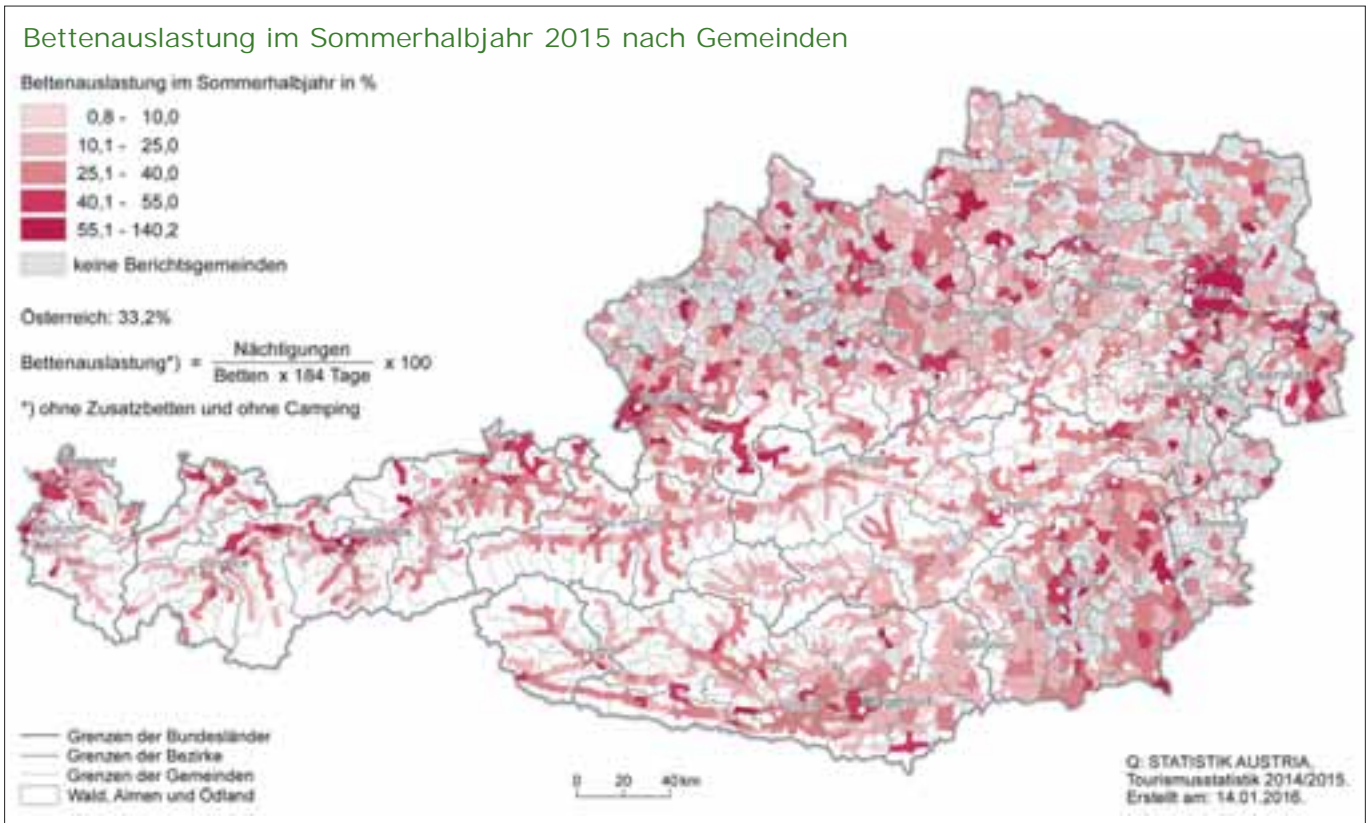 Bettenauslastung im Sommerhalbjahr 2015 nach Gemeinden
Bettenauslastung im Sommerhalbjahr in %
0,8 - 10,0
10,1 - 25,0
25,1 - 40,0
40,1 - 55,0
55,1 - 140,2
keine Berichtsgemeinden
Österreich: 33,2%
Bettenauslastung*) = Nächtigungen x 100
Betten x 184 Tage
*) ohne Zusatzbetten und ohne Camping
Grenzen der Bundesländer
Grenzen der Bezirke
Grenzen der Gemeinden
Wald, Almen und Ödland
0 20 40 km
Q: STATISTIK AUSTRIA,
Tourismusstatistik 2014/2015.
Erstellt am: 14.01.2016.